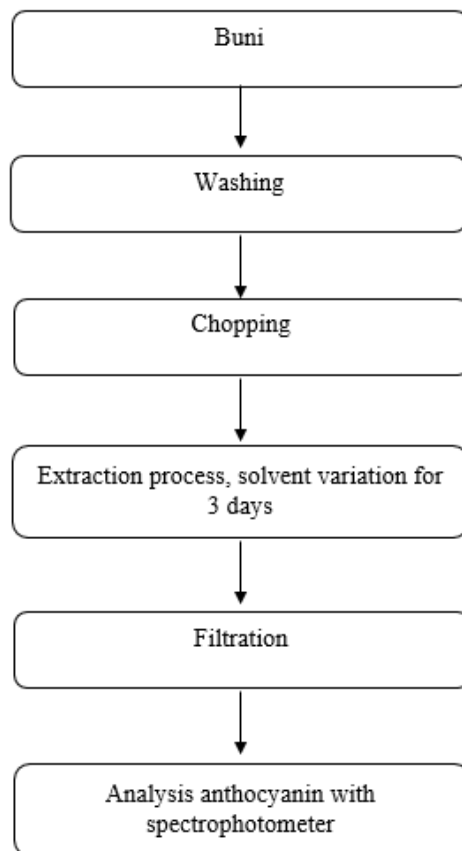 Buni
Washing
Chopping
Extraction process, solvent variation for
3 days
Filtration
Analysis anthocyanin with
spectrophotometer